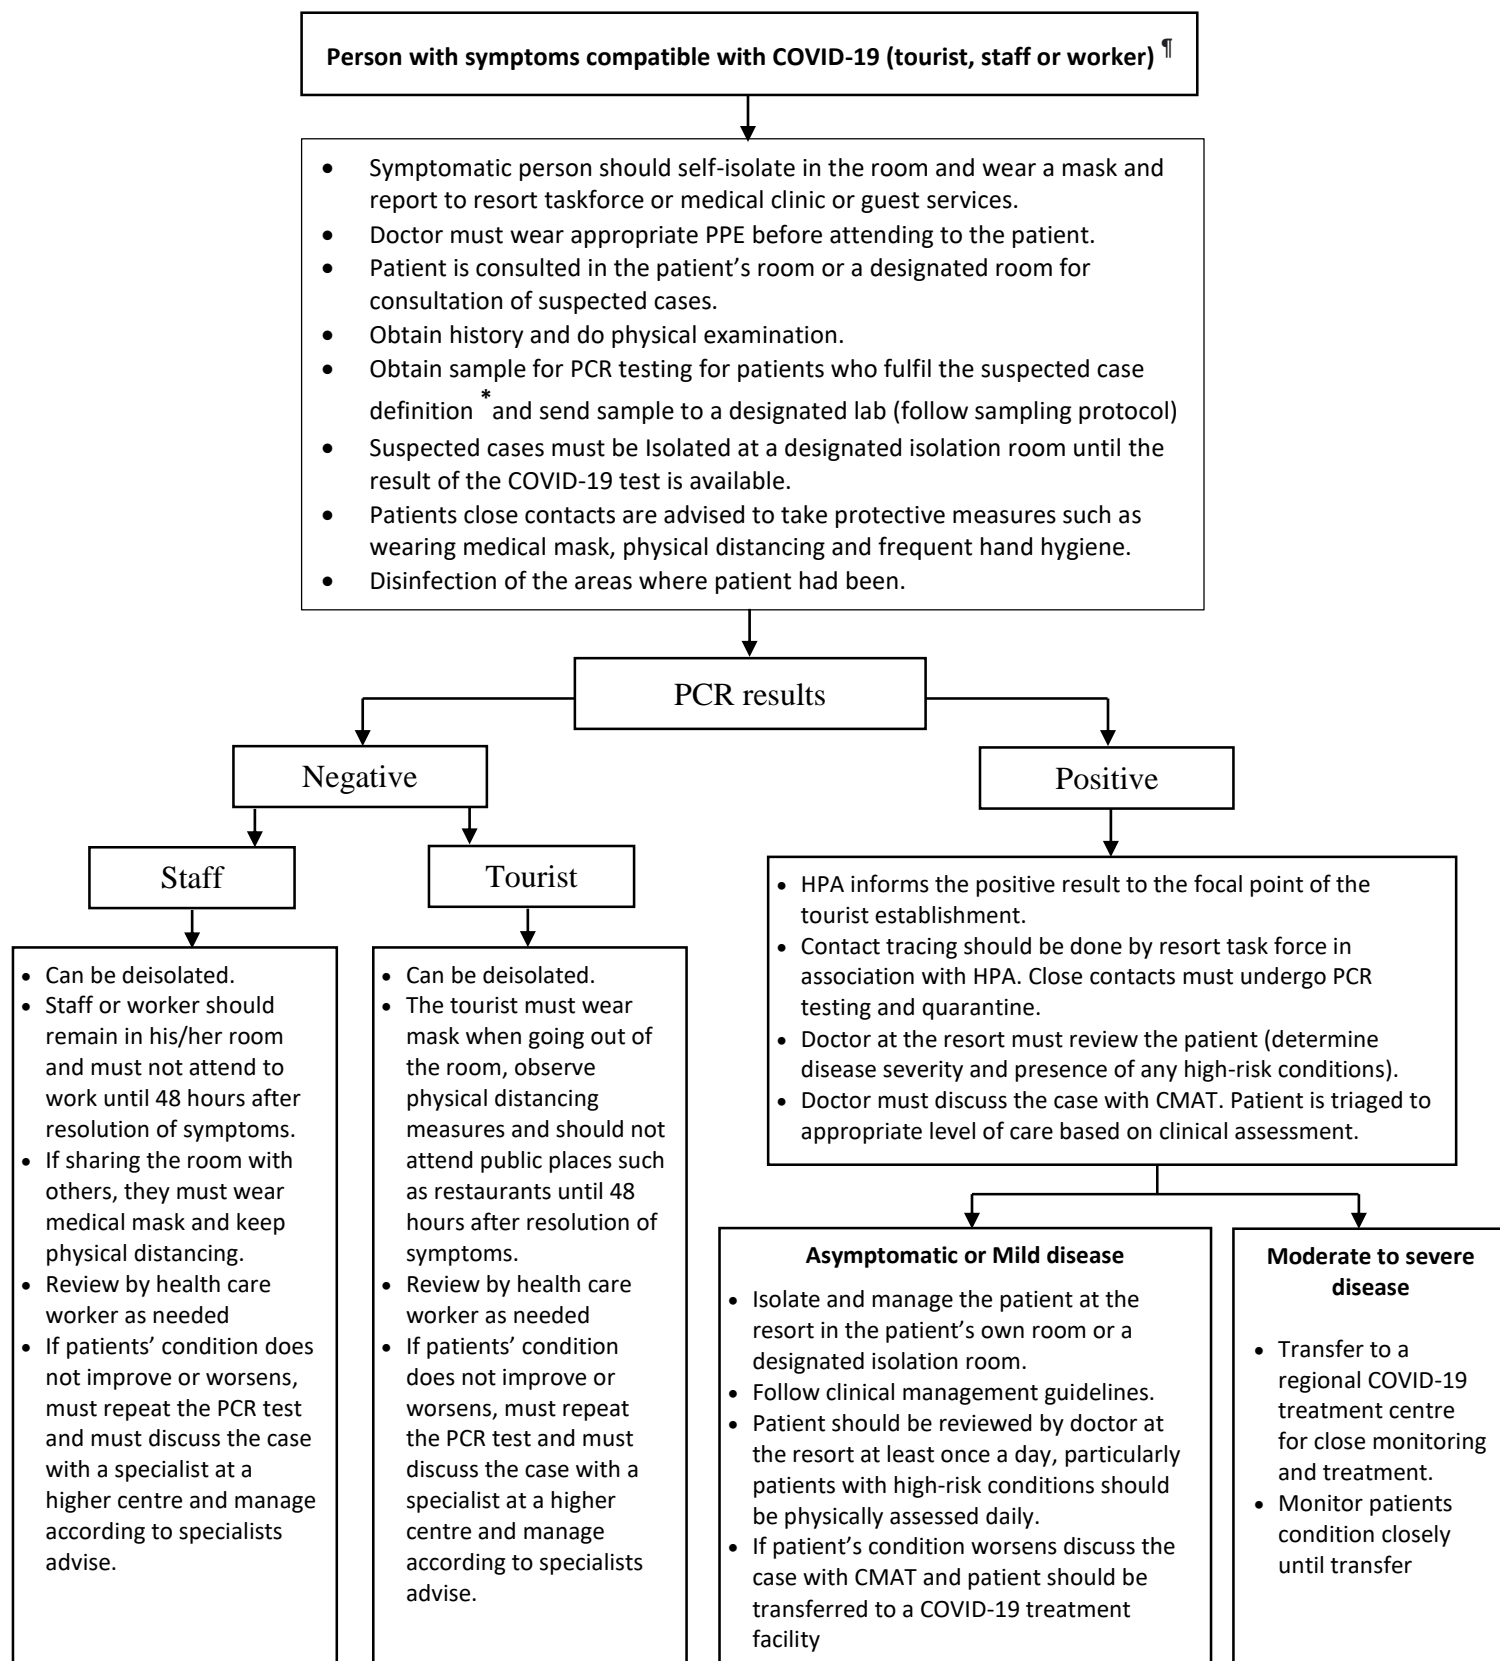 Person with symptoms compatible with COVID-19 (tourist, staff or worker) ¶
• Symptomatic person should self-isolate in the room and wear a mask and
report to resort taskforce or medical clinic or guest services.
• Doctor must wear appropriate PPE before attending to the patient.
• Patient is consulted in the patient’s room or a designated room for
consultation of suspected cases.
• Obtain history and do physical examination.
• Obtain sample for PCR testing for patients who fulfil the suspected case
definition *and send sample to a designated lab (follow sampling protocol)
• Suspected cases must be Isolated at a designated isolation room until the
result of the COVID-19 test is available.
• Patients close contacts are advised to take protective measures such as
wearing medical mask, physical distancing and frequent hand hygiene.
• Disinfection of the areas where patient had been.
PCR results
Negative
Positive
Staff
Tourist
• Can be deisolated.
• Staff or worker should
remain in his/her room
and must not attend to
work until 48 hours after
resolution of symptoms.
• If sharing the room with
others, they must wear
medical mask and keep
physical distancing.
• Review by health care
worker as needed
• If patients’ condition does
not improve or worsens,
must repeat the PCR test
and must discuss the case
with a specialist at a
higher centre and manage
according to specialists
advise.
• Can be deisolated.
• The tourist must wear
mask when going out of
the room, observe
physical distancing
measures and should not
attend public places such
as restaurants until 48
hours after resolution of
symptoms.
• Review by health care
worker as needed
• If patients’ condition
does not improve or
worsens, must repeat
the PCR test and must
discuss the case with a
specialist at a higher
centre and manage
according to specialists
advise.
• HPA informs the positive result to the focal point of the
tourist establishment.
• Contact tracing should be done by resort task force in
association with HPA. Close contacts must undergo PCR
testing and quarantine.
• Doctor at the resort must review the patient (determine
disease severity and presence of any high-risk conditions).
• Doctor must discuss the case with CMAT. Patient is triaged to
appropriate level of care based on clinical assessment.
Asymptomatic or Mild disease
• Isolate and manage the patient at the
resort in the patient’s own room or a
designated isolation room.
• Follow clinical management guidelines.
• Patient should be reviewed by doctor at
the resort at least once a day, particularly
patients with high-risk conditions should
be physically assessed daily.
• If patient’s condition worsens discuss the
case with CMAT and patient should be
transferred to a COVID-19 treatment
facility
Moderate to severe
disease
• Transfer to a
regional COVID-19
treatment centre
for close monitoring
and treatment.
• Monitor patients
condition closely
until transfer